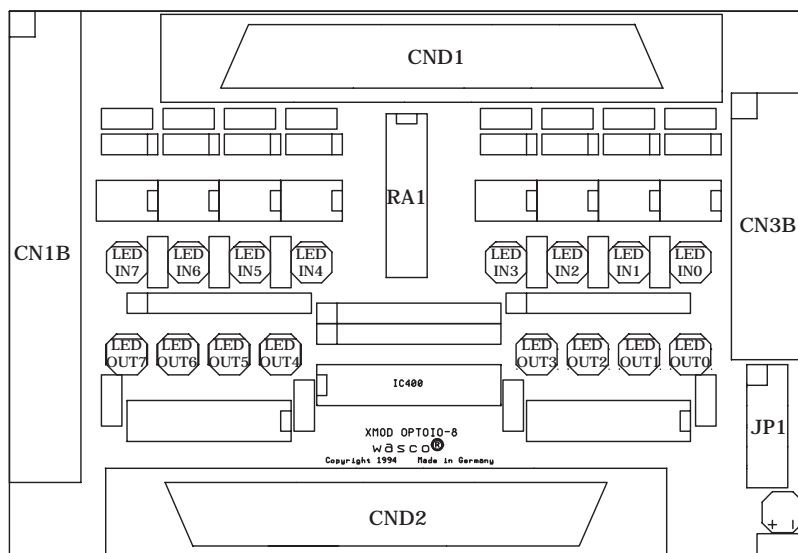 CND1
RA1
CN1B
CN3B
LED IN7
LED IN6
LED IN5
LED IN4
LED IN3
LED IN2
LED IN1
LED IN0
LED OUT7
LED OUT6
LED OUT5
LED OUT4
LED OUT3
LED OUT2
LED OUT1
LED OUT0
IC400
JP1
XMOD OPTOIO-8
wasco®
Copyright 1994 Made in Germany
CND2
+ -